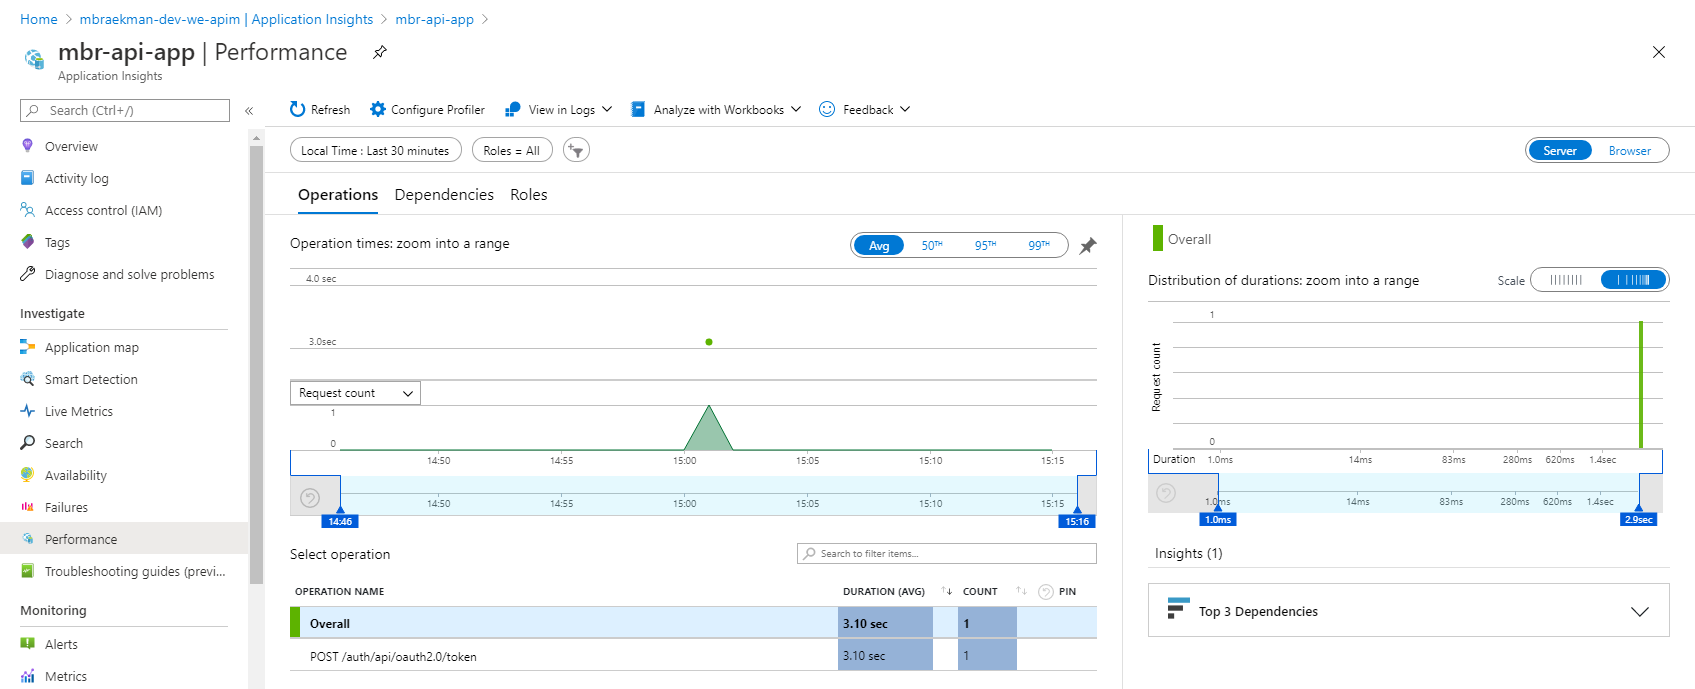 Home > mbraekman-dev-we-apim | Application Insights > mbr-api-app >
mbr-api-app | Performance
Application Insights
Search (Ctrl+/)
«
Overview
Activity log
Access control (IAM)
Tags
Diagnose and solve problems
Investigate
Application map
Smart Detection
Live Metrics
Search
Availability
Failures
Performance
Troubleshooting guides (previ...
Monitoring
Alerts
Metrics
Refresh Configure Profiler View in Logs Analyze with Workbooks Feedback
Local Time : Last 30 minutes Roles = All
Server Browser
Operations Dependencies Roles
Operation times: zoom into a range
Avg 50TH 95TH 99TH
4.0 sec
3.0sec
Request count
1
0
14:50 14:55 15:00 15:05 15:10 15:15
14:50 14:55 15:00 15:05 15:10 15:15
14:46 15:16
Select operation
Search to filter items...
OPERATION NAME DURATION (AVG) ↑↓ COUNT ↑↓ PIN
Overall 3.10 sec 1
POST /auth/api/oauth2.0/token 3.10 sec 1
Overall
Distribution of durations: zoom into a range
Scale
1
Request count
0
Duration 1.0ms 14ms 83ms 280ms 620ms 1.4sec
1.0ms 14ms 83ms 280ms 620ms 1.4sec
1.0ms 2.9sec
Insights (1)
Top 3 Dependencies